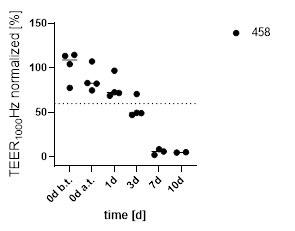 TEER1000Hz normalized [%]
150
100
50
0
0d b.t.
0d a.t.
1d
3d
7d
10d
time [d]
458